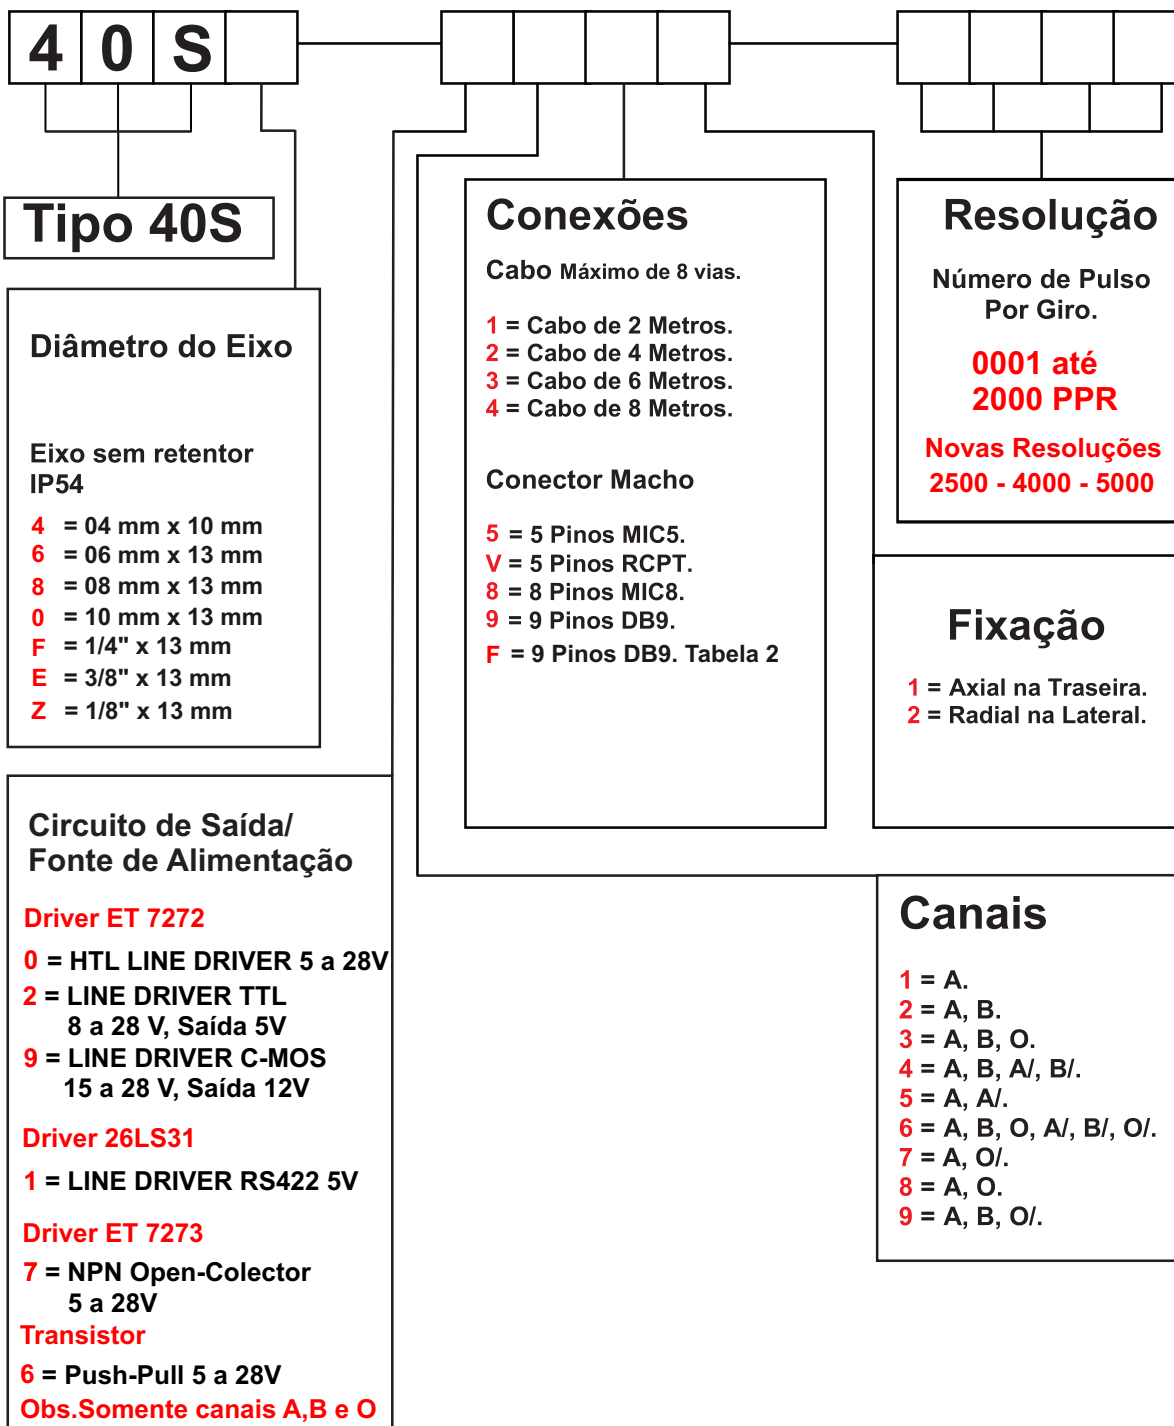 4 0 S
Tipo 40S
Diâmetro do Eixo
Eixo sem retentor
IP54
4 = 04 mm x 10 mm
6 = 06 mm x 13 mm
8 = 08 mm x 13 mm
0 = 10 mm x 13 mm
F = 1/4" x 13 mm
E = 3/8" x 13 mm
Z = 1/8" x 13 mm
Circuito de Saída/
Fonte de Alimentação
Driver ET 7272
0 = HTL LINE DRIVER 5 a 28V
2 = LINE DRIVER TTL
8 a 28 V, Saída 5V
9 = LINE DRIVER C-MOS
15 a 28 V, Saída 12V
Driver 26LS31
1 = LINE DRIVER RS422 5V
Driver ET 7273
7 = NPN Open-Colector
5 a 28V
Transistor
6 = Push-Pull 5 a 28V
Obs.Somente canais A,B e O
Conexões
Cabo Máximo de 8 vias.
1 = Cabo de 2 Metros.
2 = Cabo de 4 Metros.
3 = Cabo de 6 Metros.
4 = Cabo de 8 Metros.
Conector Macho
5 = 5 Pinos MIC5.
V = 5 Pinos RCPT.
8 = 8 Pinos MIC8.
9 = 9 Pinos DB9.
F = 9 Pinos DB9. Tabela 2
Resolução
Número de Pulso
Por Giro.
0001 até
2000 PPR
Novas Resoluções
2500 - 4000 - 5000
Fixação
1 = Axial na Traseira.
2 = Radial na Lateral.
Canais
1 = A.
2 = A, B.
3 = A, B, O.
4 = A, B, A/, B/.
5 = A, A/.
6 = A, B, O, A/, B/, O/.
7 = A, O/.
8 = A, O.
9 = A, B, O/.